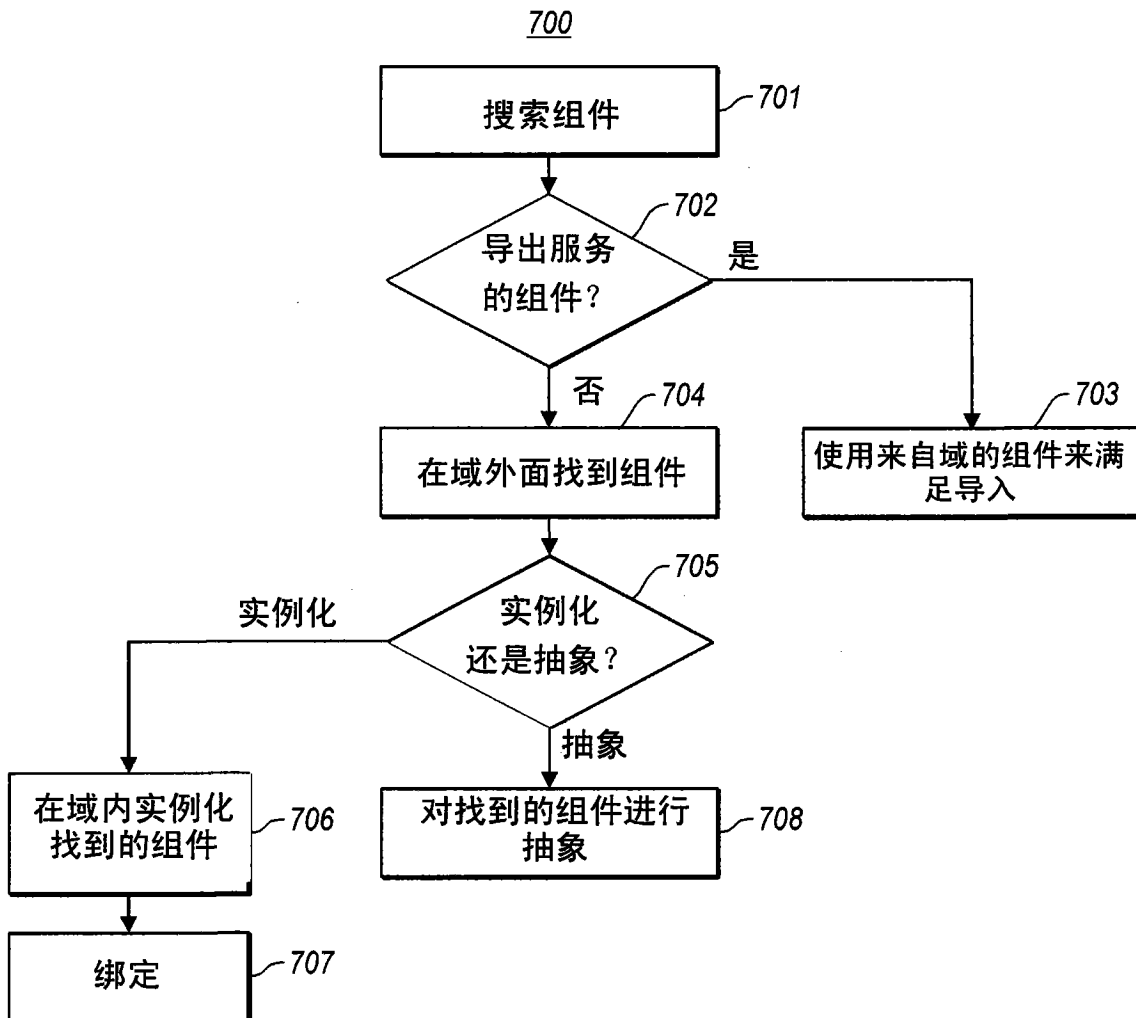 700
搜索组件
701
导出服务
的组件?
702
是
否
704
703
在域外面找到组件
使用来自域的组件来满
足导入
实例化
还是抽象?
705
实例化
抽象
在域内实例化
找到的组件
706
对找到的组件进行
抽象
708
绑定
707